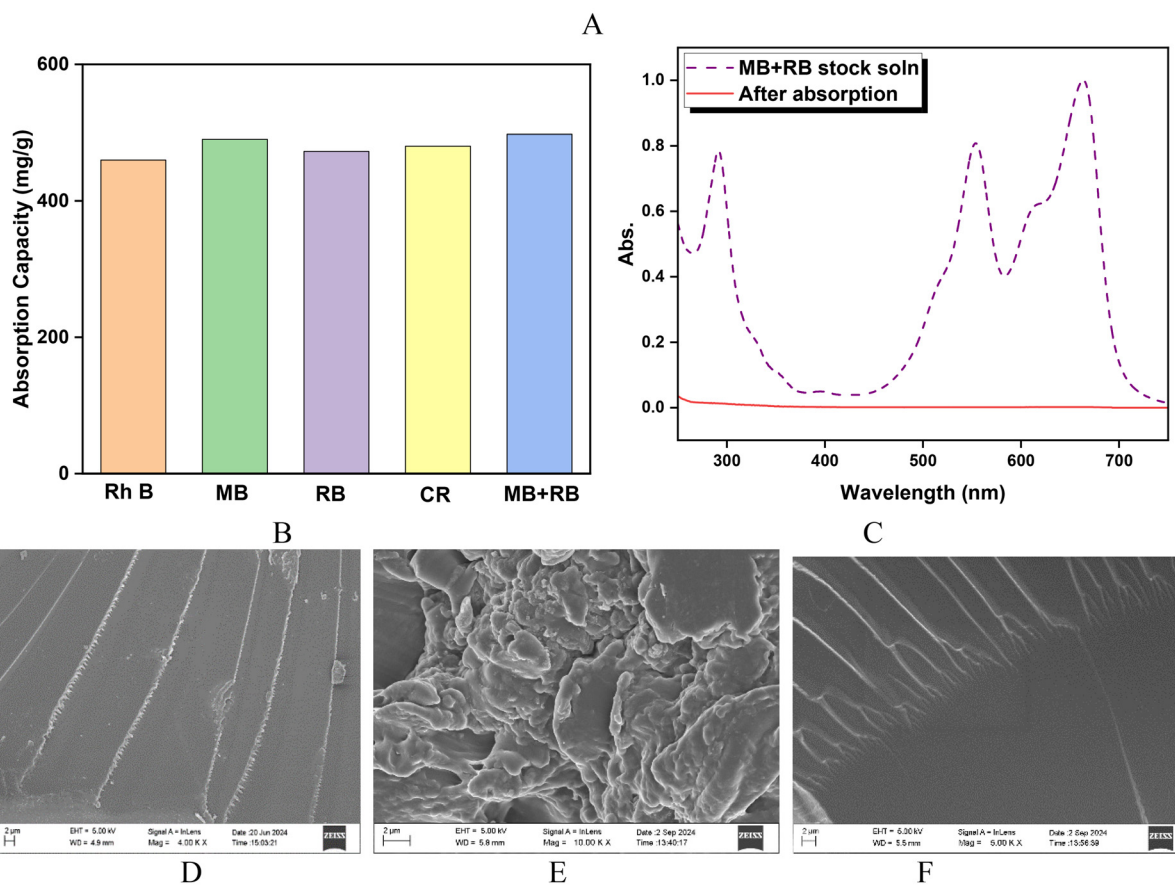 A
600
400
200
0
Absorption Capacity (mg/g)
Rh B MB RB CR MB+RB
B
MB+RB stock soln
After absorption
1.0
0.8
0.6
0.4
0.2
0.0
Abs.
300 400 500 600 700
Wavelength (nm)
C
2 µm EHT = 5.00 kV Signal A = InLens Date :20 Jun 2024 ZEISS
WD = 4.9 mm Mag = 4.00 K X Time :15:03:21
D
2 µm EHT = 5.00 kV Signal A = InLens Date :2 Sep 2024 ZEISS
WD = 5.8 mm Mag = 10.00 K X Time :13:40:17
E
2 µm EHT = 5.00 kV Signal A = InLens Date :2 Sep 2024 ZEISS
WD = 5.5 mm Mag = 5.00 K X Time :13:56:39
F